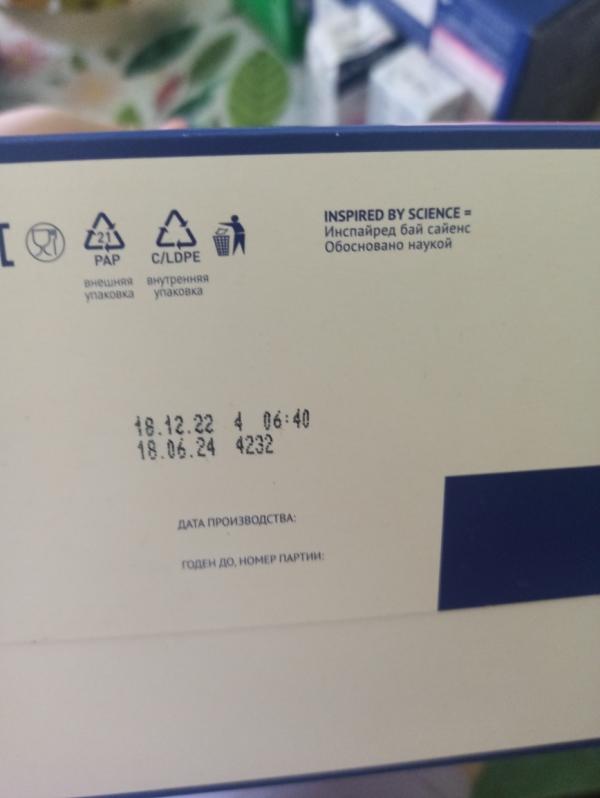 INSPIRED BY SCIENCE =
Инспайред бай сайенс
Обосновано наукой
21
PAP
внешняя
упаковка
C/LDPE
внутренняя
упаковка
18.12.22 4 06:40
18.06.24 4232
ДАТА ПРОИЗВОДСТВА:
ГОДЕН ДО, НОМЕР ПАРТИИ: